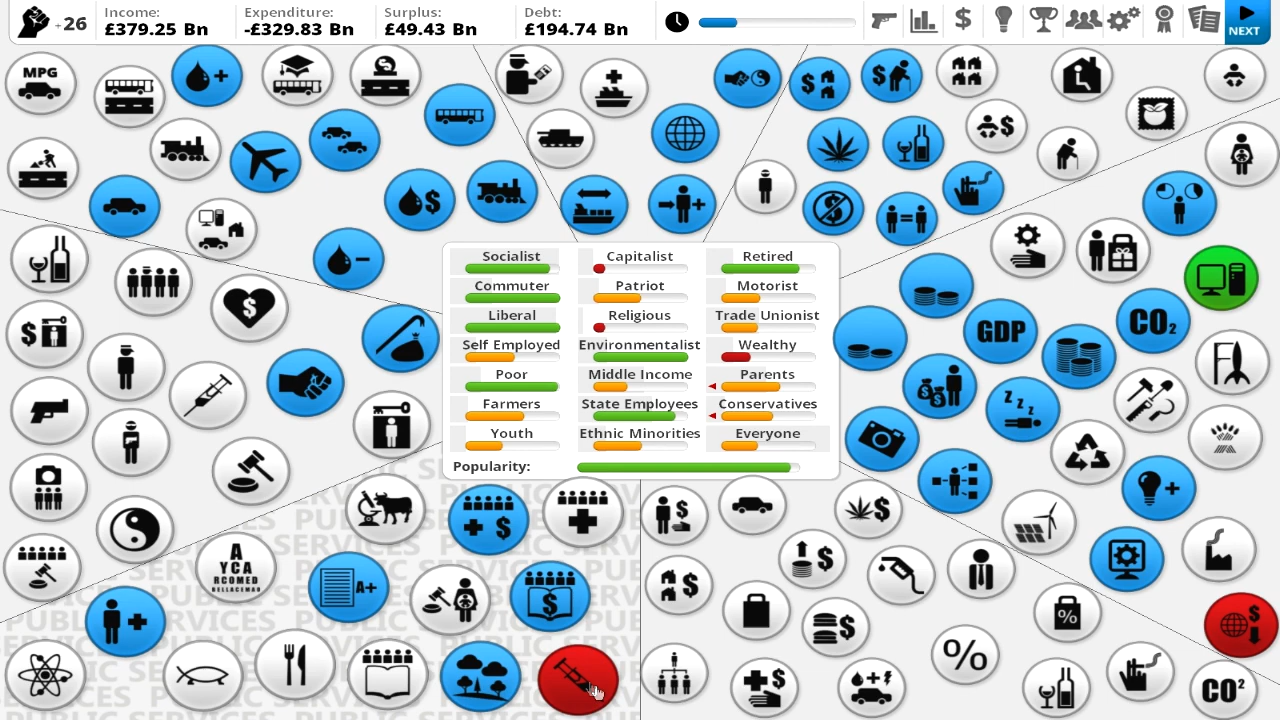 +26
Income:
£379.25 Bn
Expenditure:
-£329.83 Bn
Surplus:
£49.43 Bn
Debt:
£194.74 Bn
NEXT
MPG
Socialist
Capitalist
Retired
Commuter
Patriot
Motorist
Liberal
Religious
Trade Unionist
Self Employed
Environmentalist
Wealthy
Poor
Middle Income
Parents
Farmers
State Employees
Conservatives
Youth
Ethnic Minorities
Everyone
Popularity:
GDP
CO₂
A
YCA
RCOMED
A+
%
%
CO²
PUBLIC SERVICES